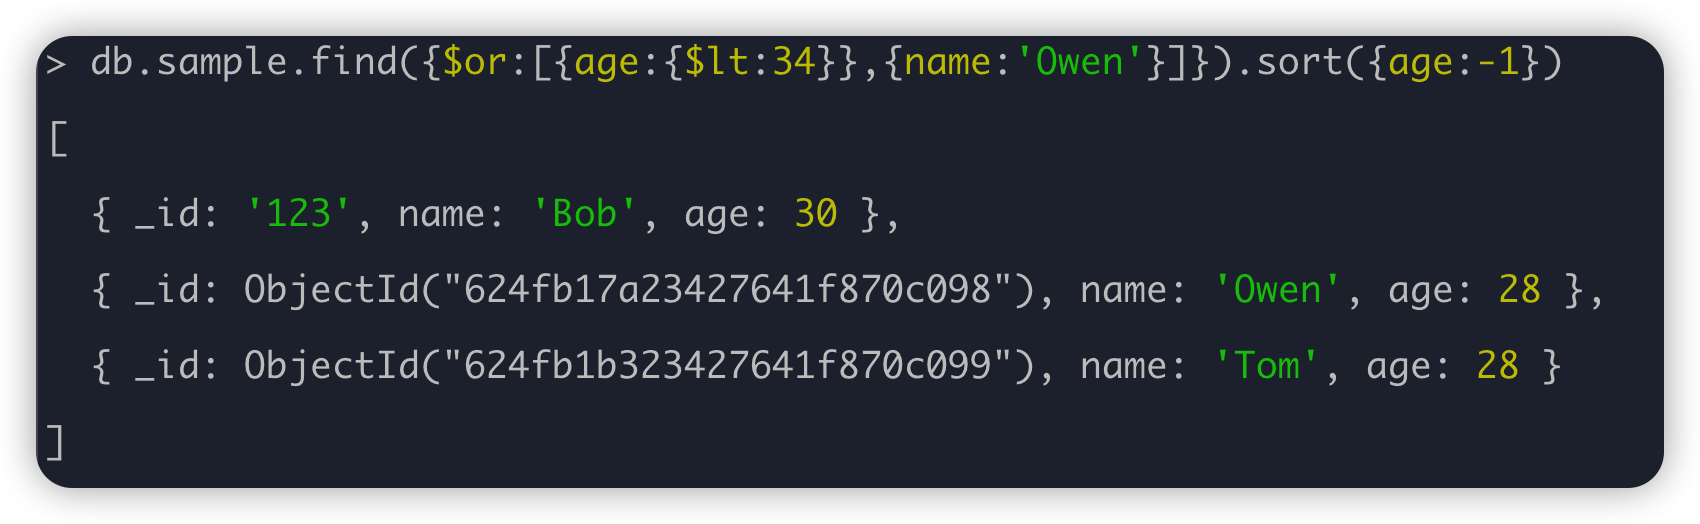 > db.sample.find({$or:[{age:{$lt:34}},{name:'Owen'}]}).sort({age:-1})
[
  { _id: '123', name: 'Bob', age: 30 },
  { _id: ObjectId("624fb17a23427641f870c098"), name: 'Owen', age: 28 },
  { _id: ObjectId("624fb1b323427641f870c099"), name: 'Tom', age: 28 }
]